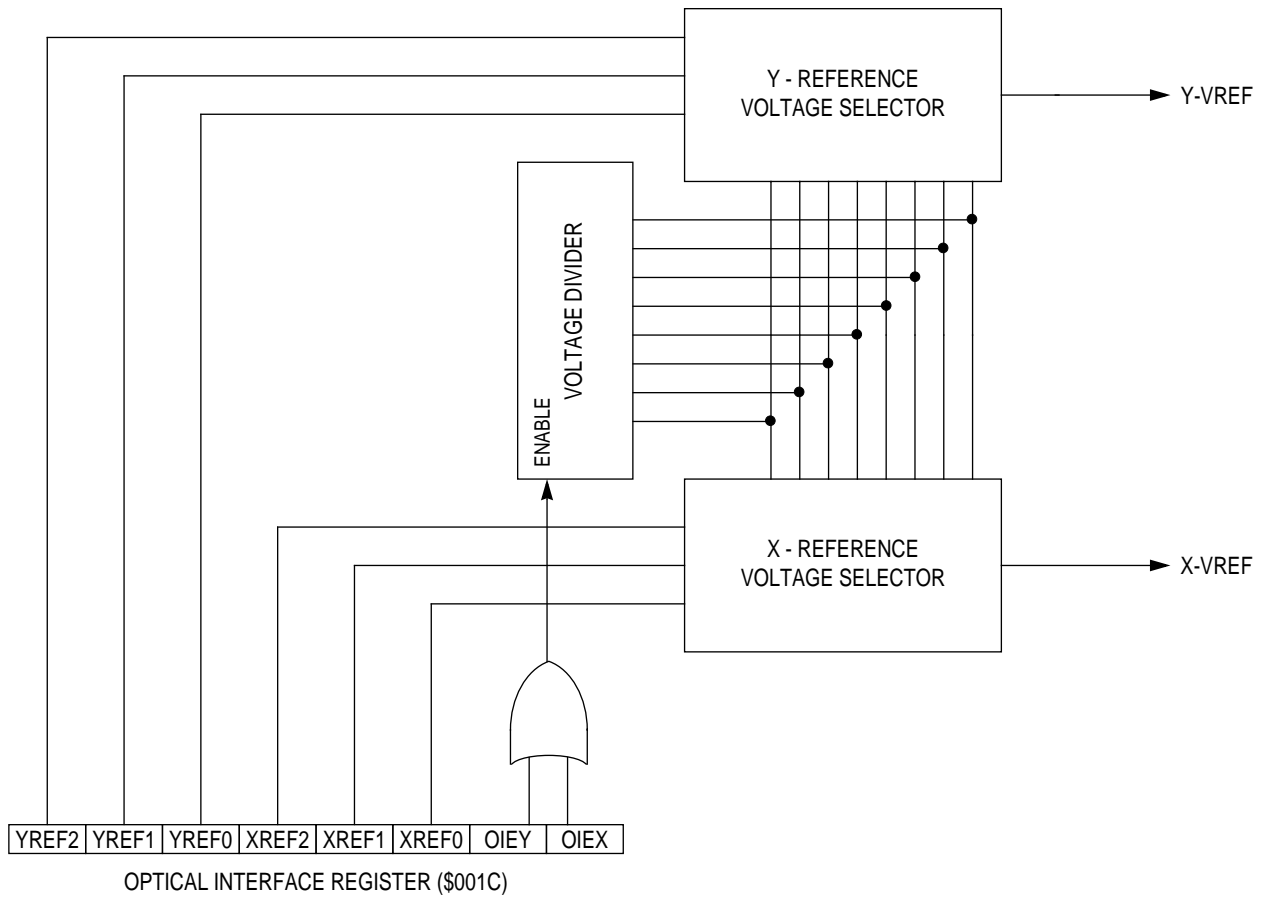 Y - REFERENCE
VOLTAGE SELECTOR
Y-VREF
VOLTAGE DIVIDER
ENABLE
X - REFERENCE
VOLTAGE SELECTOR
X-VREF
YREF2 YREF1 YREF0 XREF2 XREF1 XREF0 OIEY OIEX
OPTICAL INTERFACE REGISTER ($001C)